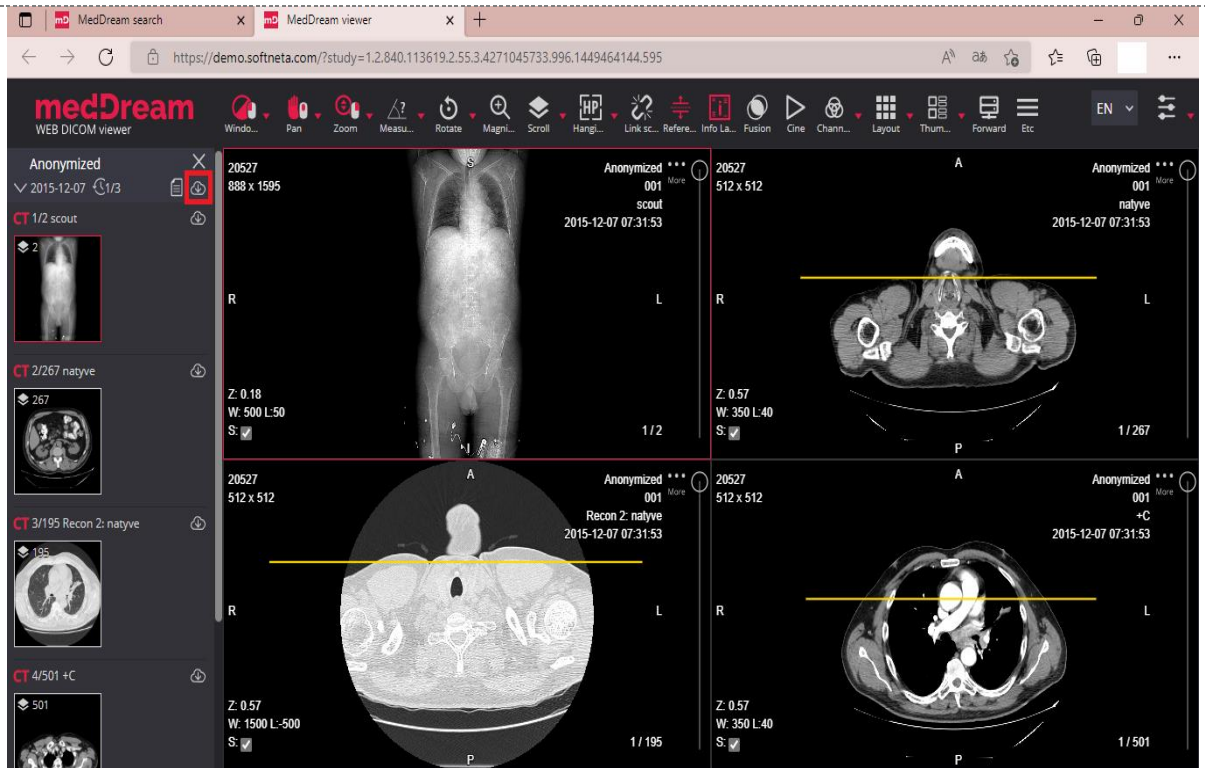 MedDream search
MedDream viewer
https://demo.softneta.com/?study=1.2.840.113619.2.55.3.4271045733.996.1449464144.595
medDream
WEB DICOM viewer
Windo...
Pan
Zoom
Measu...
Rotate
Magni...
Scroll
Hangi...
Link sc...
Refere...
Info La...
Fusion
Cine
Chann...
Layout
Thum...
Forward
Etc
EN
Anonymized
2015-12-07 1/3
CT 1/2 scout
2
CT 2/267 natyve
267
CT 3/195 Recon 2: natyve
195
CT 4/501 +C
501
20527
888 x 1595
S
Anonymized
More
001
scout
2015-12-07 07:31:53
R
L
Z: 0.18
W: 500 L:50
S:
1 / 2
20527
512 x 512
A
Anonymized
More
001
natyve
2015-12-07 07:31:53
R
L
Z: 0.57
W: 350 L:40
S:
P
1 / 267
20527
512 x 512
A
Anonymized
More
001
Recon 2: natyve
2015-12-07 07:31:53
R
L
Z: 0.57
W: 1500 L:-500
S:
P
1 / 195
20527
512 x 512
A
Anonymized
More
001
+C
2015-12-07 07:31:53
R
L
Z: 0.57
W: 350 L:40
S:
P
1 / 501